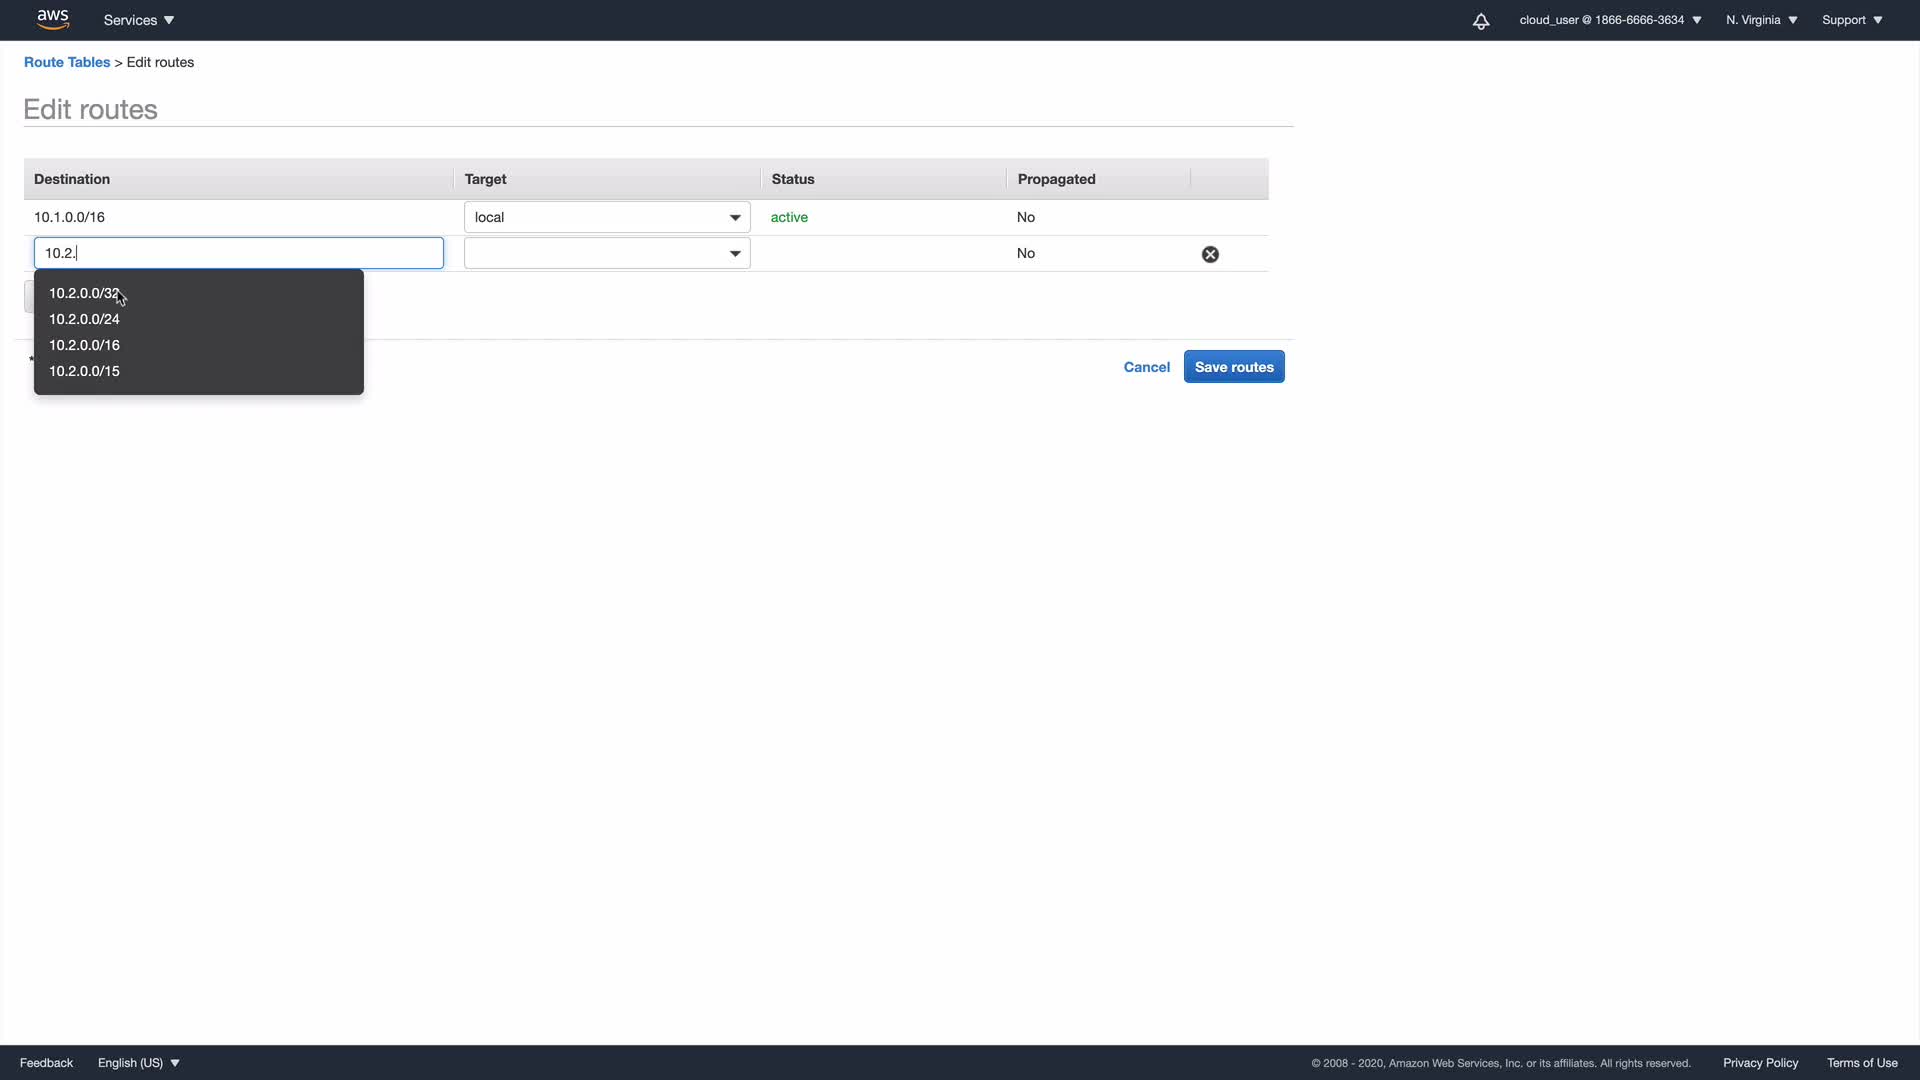 aws Services cloud_user @ 1866-6666-3634 N. Virginia Support
Route Tables > Edit routes
Edit routes
Destination Target Status Propagated
10.1.0.0/16 local active No
10.2. No
10.2.0.0/32
10.2.0.0/24
10.2.0.0/16
*
10.2.0.0/15
Cancel Save routes
Feedback English (US) © 2008 - 2020, Amazon Web Services, Inc. or its affiliates. All rights reserved. Privacy Policy Terms of Use